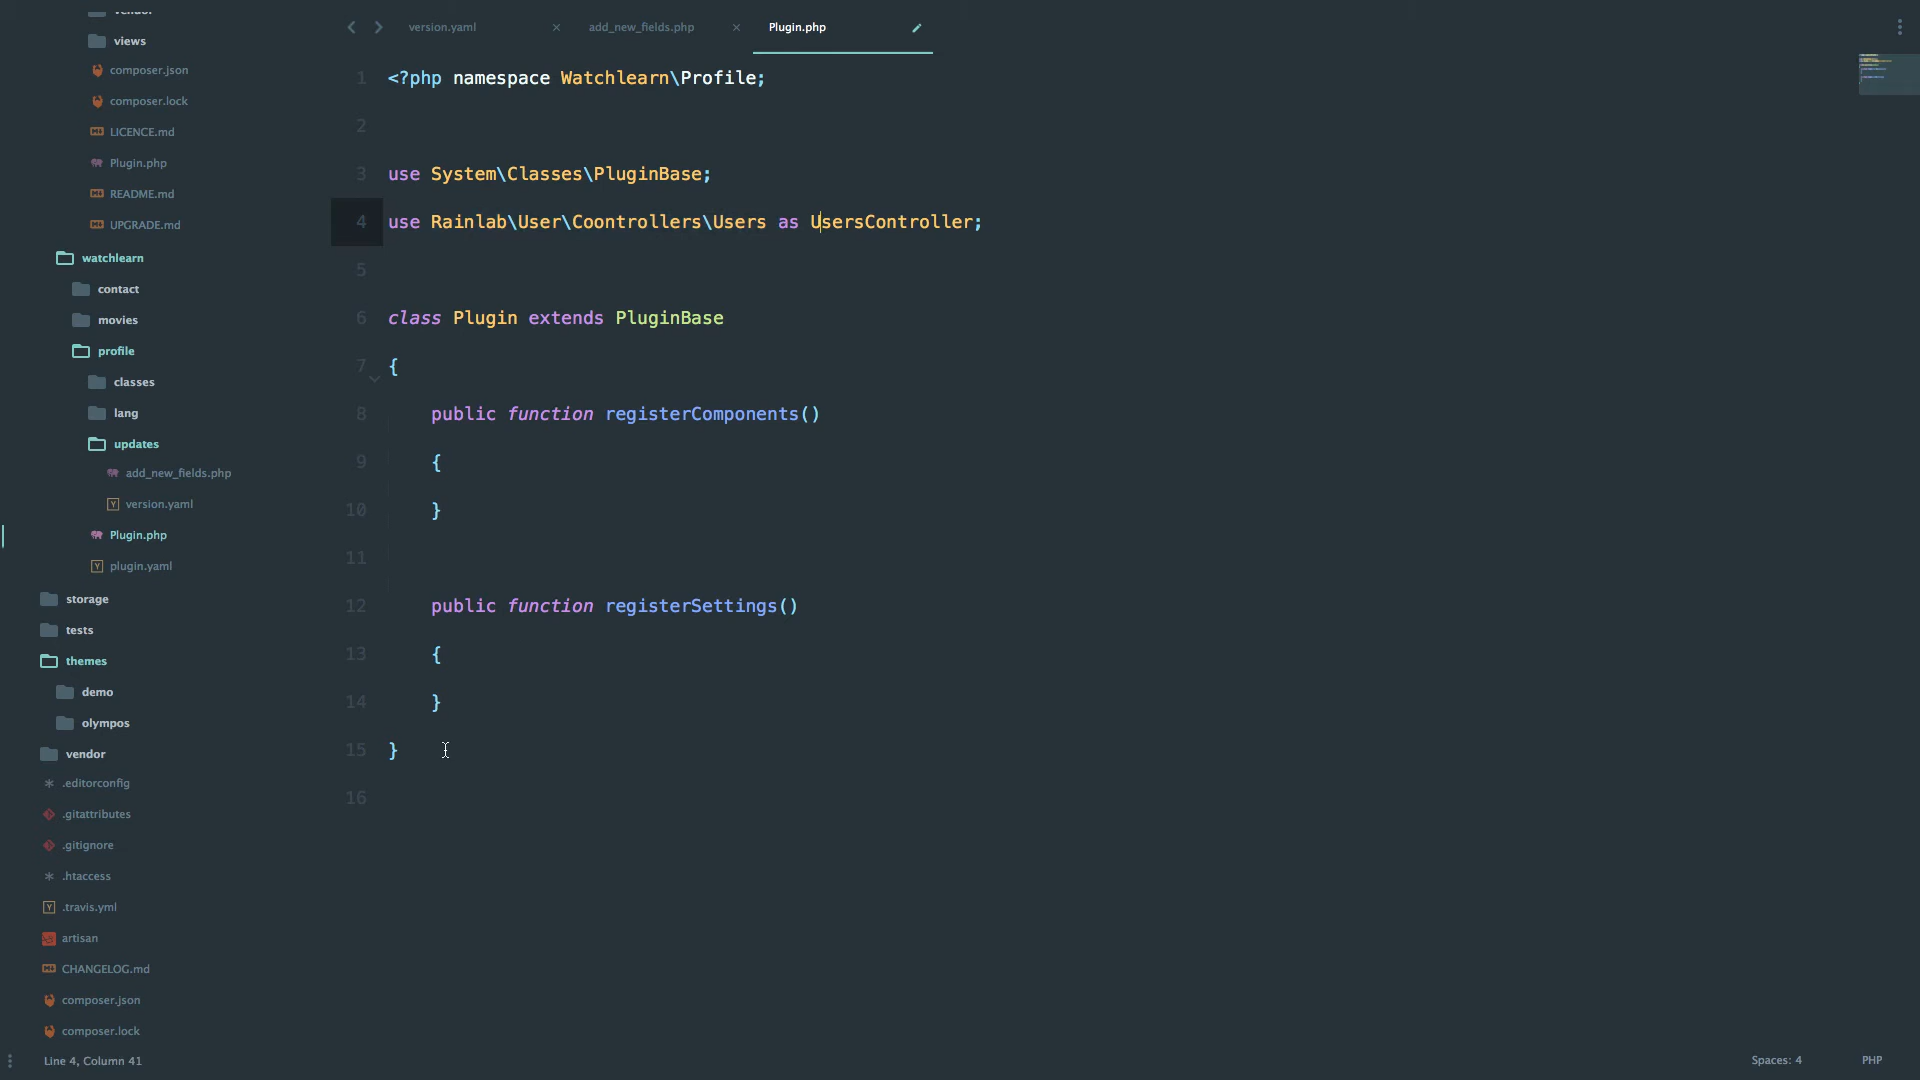 version.yaml
add_new_fields.php
Plugin.php
views
composer.json
composer.lock
LICENCE.md
Plugin.php
README.md
UPGRADE.md
watchlearn
contact
movies
profile
classes
lang
updates
add_new_fields.php
version.yaml
Plugin.php
plugin.yaml
storage
tests
themes
demo
olympos
vendor
.editorconfig
.gitattributes
.gitignore
.htaccess
.travis.yml
artisan
CHANGELOG.md
composer.json
composer.lock
1 <?php namespace Watchlearn\Profile;
2
3 use System\Classes\PluginBase;
4 use Rainlab\User\Coontrollers\Users as UsersController;
5
6 class Plugin extends PluginBase
7 {
8 public function registerComponents()
9 {
10 }
11
12 public function registerSettings()
13 {
14 }
15 }
16
Line 4, Column 41
Spaces: 4
PHP